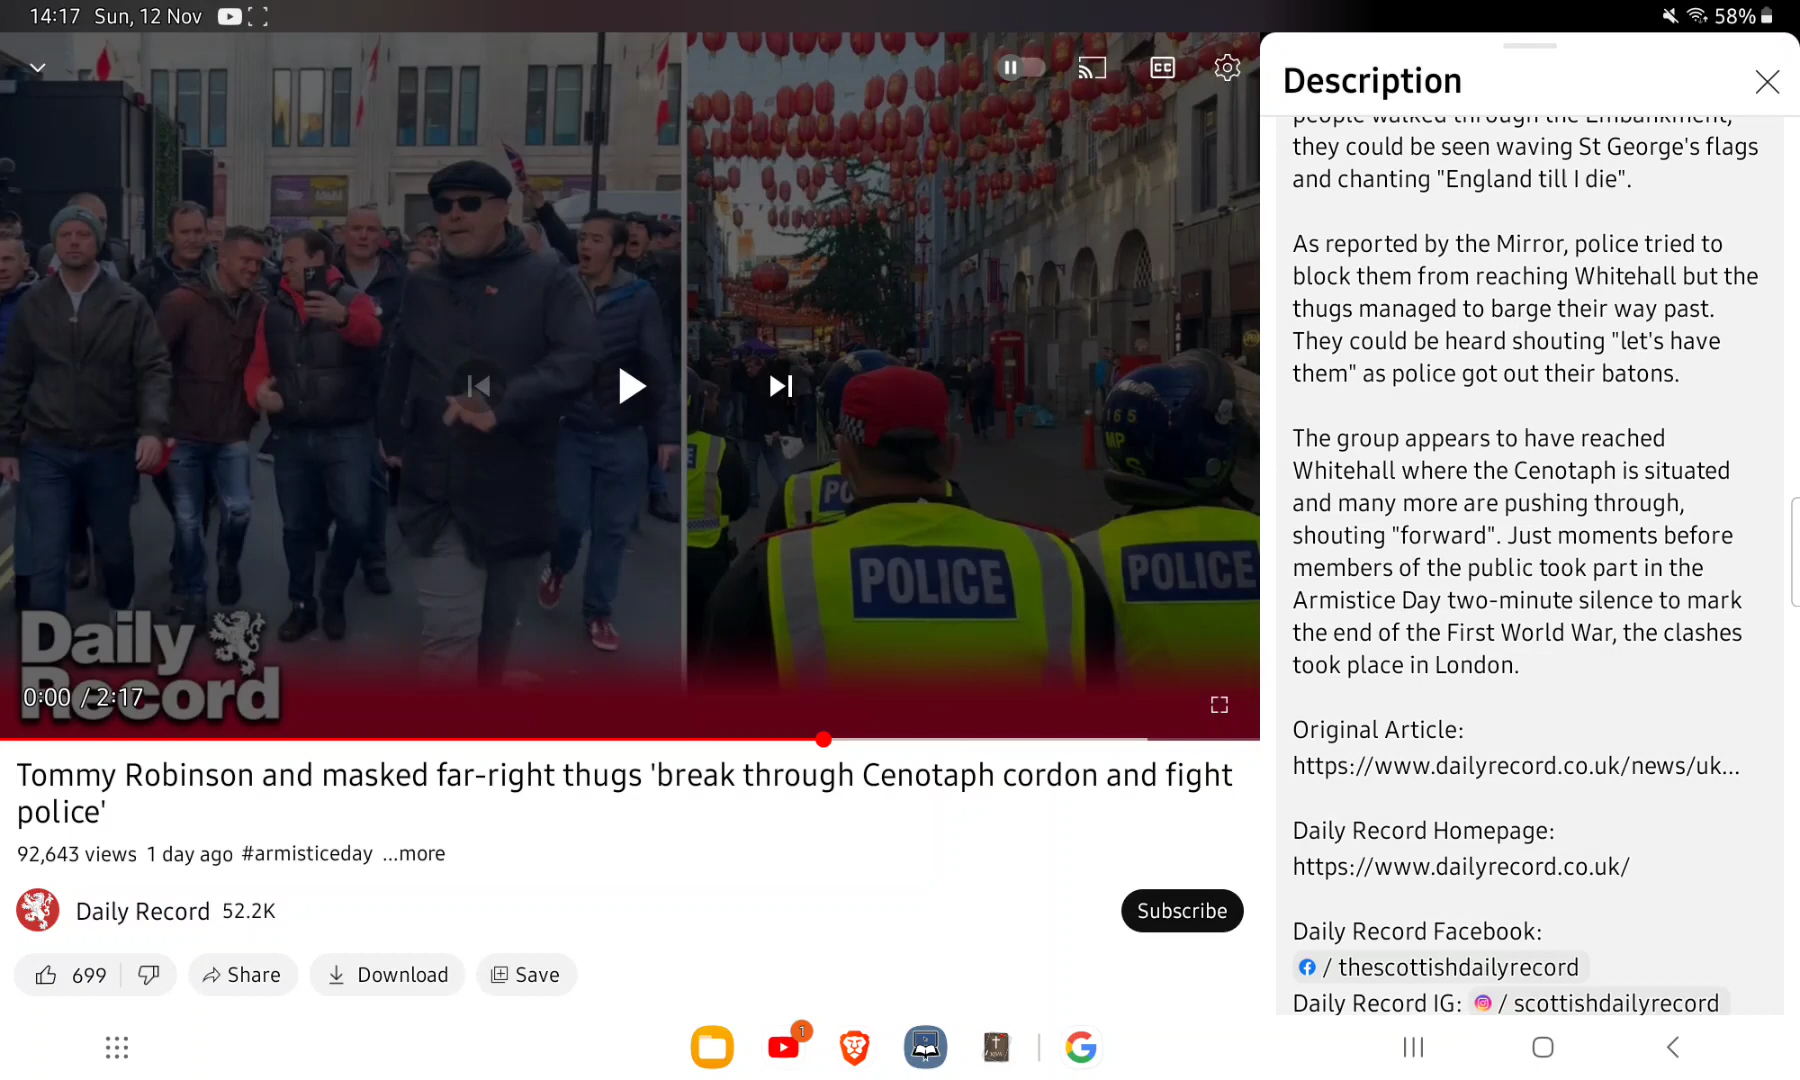 14:17 Sun, 12 Nov
58%
CC
Description
people walked through the Embankment,
they could be seen waving St George's flags
and chanting "England till I die".
As reported by the Mirror, police tried to
block them from reaching Whitehall but the
thugs managed to barge their way past.
They could be heard shouting "let's have
them" as police got out their batons.
The group appears to have reached
Whitehall where the Cenotaph is situated
and many more are pushing through,
shouting "forward". Just moments before
members of the public took part in the
Armistice Day two-minute silence to mark
the end of the First World War, the clashes
took place in London.
Original Article:
https://www.dailyrecord.co.uk/news/uk...
Daily Record Homepage:
https://www.dailyrecord.co.uk/
Daily Record Facebook:
/ thescottishdailyrecord
Daily Record IG: / scottishdailyrecord
165
MP
POLICE
POLICE
Daily
Record
0:00 / 2:17
Tommy Robinson and masked far-right thugs 'break through Cenotaph cordon and fight
police'
92,643 views 1 day ago #armisticeday ...more
Daily Record 52.2K
Subscribe
699
Share
Download
Save
1